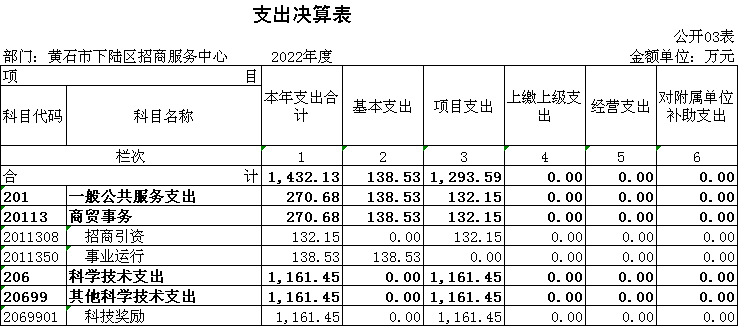 支出决算表
公开03表
部门：黄石市下陆区招商服务中心 2022年度 金额单位：万元
项 目 本年支出合计 基本支出 项目支出 上缴上级支出 经营支出 对附属单位补助支出
科目代码 科目名称
栏次 1 2 3 4 5 6
合 计 1,432.13 138.53 1,293.59 0.00 0.00 0.00
201 一般公共服务支出 270.68 138.53 132.15 0.00 0.00 0.00
20113 商贸事务 270.68 138.53 132.15 0.00 0.00 0.00
2011308 招商引资 132.15 0.00 132.15 0.00 0.00 0.00
2011350 事业运行 138.53 138.53 0.00 0.00 0.00 0.00
206 科学技术支出 1,161.45 0.00 1,161.45 0.00 0.00 0.00
20699 其他科学技术支出 1,161.45 0.00 1,161.45 0.00 0.00 0.00
2069901 科技奖励 1,161.45 0.00 1,161.45 0.00 0.00 0.00